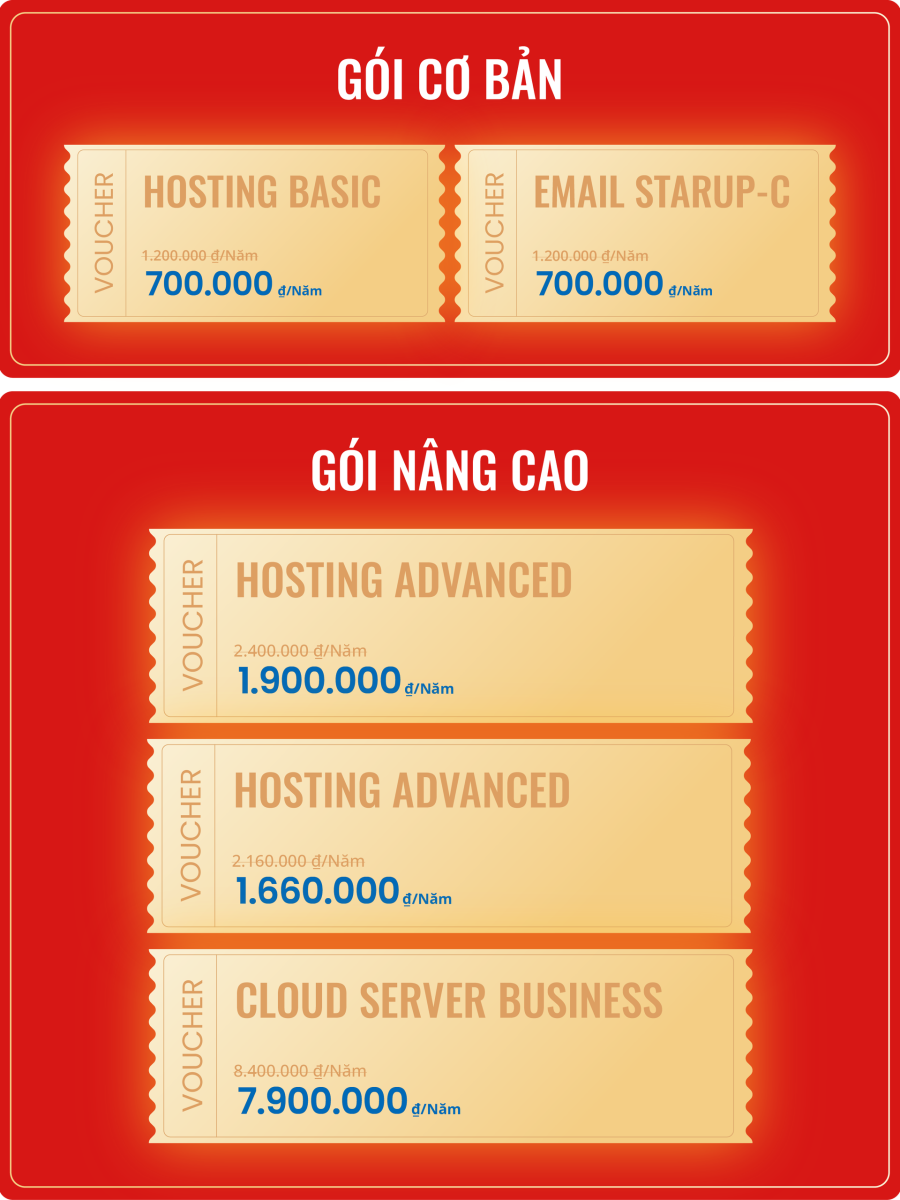 GÓI CƠ BẢN
VOUCHER
HOSTING BASIC
1.200.000 ₫/Năm
700.000 ₫/Năm
VOUCHER
EMAIL STARUP-C
1.200.000 ₫/Năm
700.000 ₫/Năm
GÓI NÂNG CAO
VOUCHER
HOSTING ADVANCED
2.400.000 ₫/Năm
1.900.000 ₫/Năm
VOUCHER
HOSTING ADVANCED
2.160.000 ₫/Năm
1.660.000 ₫/Năm
VOUCHER
CLOUD SERVER BUSINESS
8.400.000 ₫/Năm
7.900.000 ₫/Năm